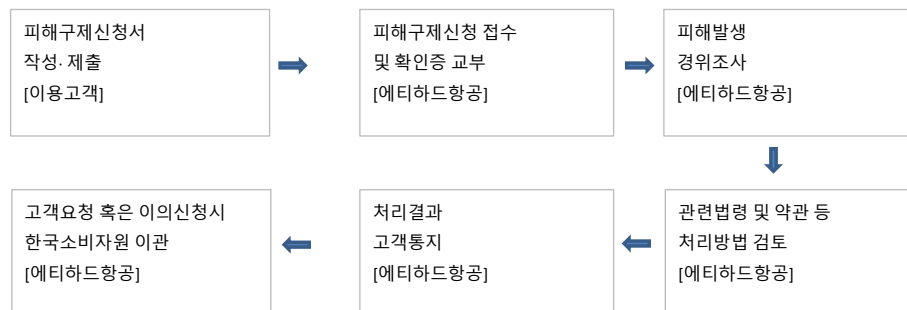 피해구제신청서
작성· 제출
[이용고객]
피해구제신청 접수
및 확인증 교부
[에티하드항공]
피해발생
경위조사
[에티하드항공]
관련법령 및 약관 등
처리방법 검토
[에티하드항공]
처리결과
고객통지
[에티하드항공]
고객요청 혹은 이의신청시
한국소비자원 이관
[에티하드항공]